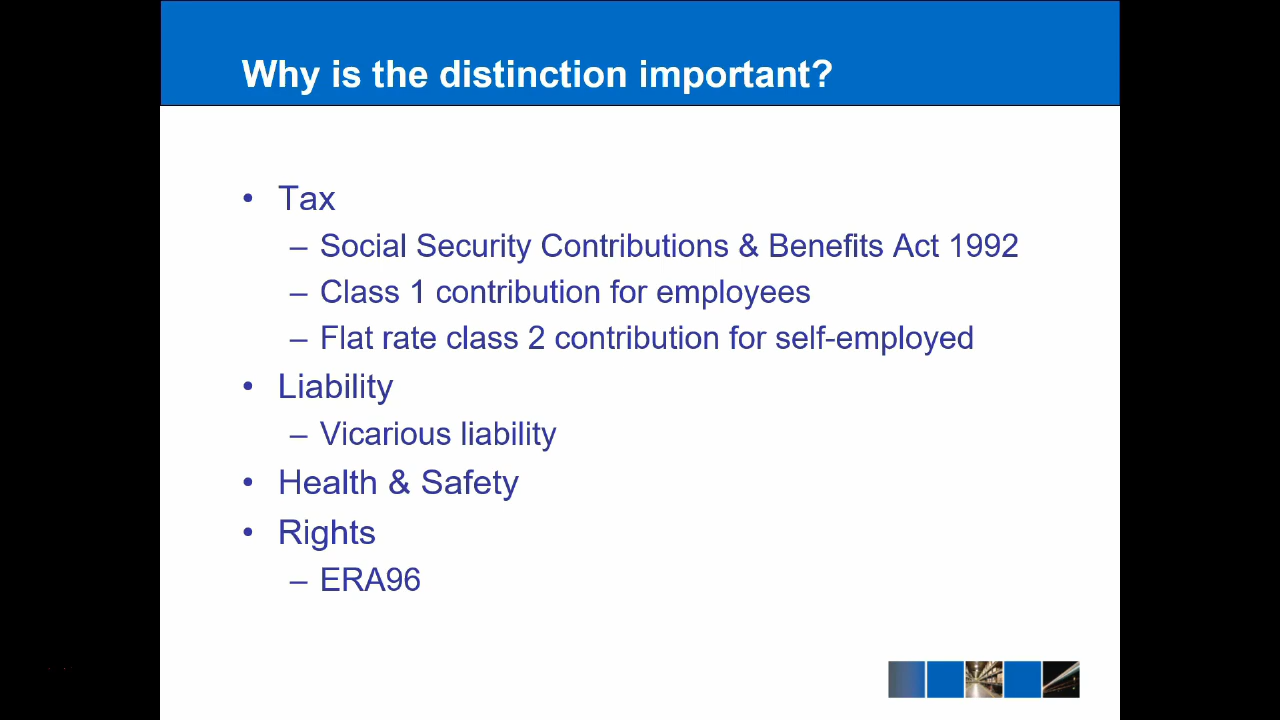 Why is the distinction important?
• Tax
– Social Security Contributions & Benefits Act 1992
– Class 1 contribution for employees
– Flat rate class 2 contribution for self-employed
• Liability
– Vicarious liability
• Health & Safety
• Rights
– ERA96